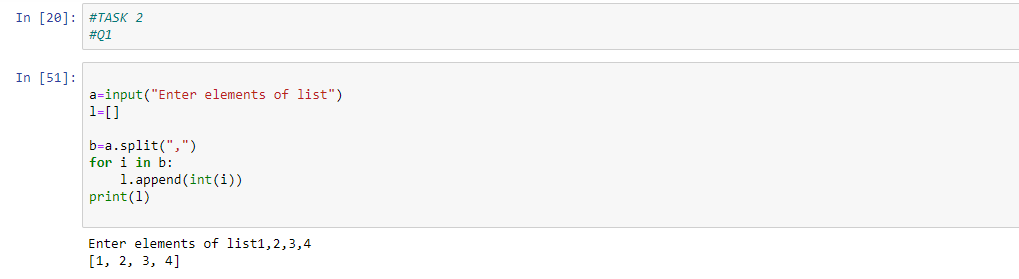 In [20]: #TASK 2
#Q1
In [51]:
a=input("Enter elements of list")
l=[]
b=a.split(",")
for i in b:
    l.append(int(i))
print(l)
Enter elements of list1,2,3,4
[1, 2, 3, 4]